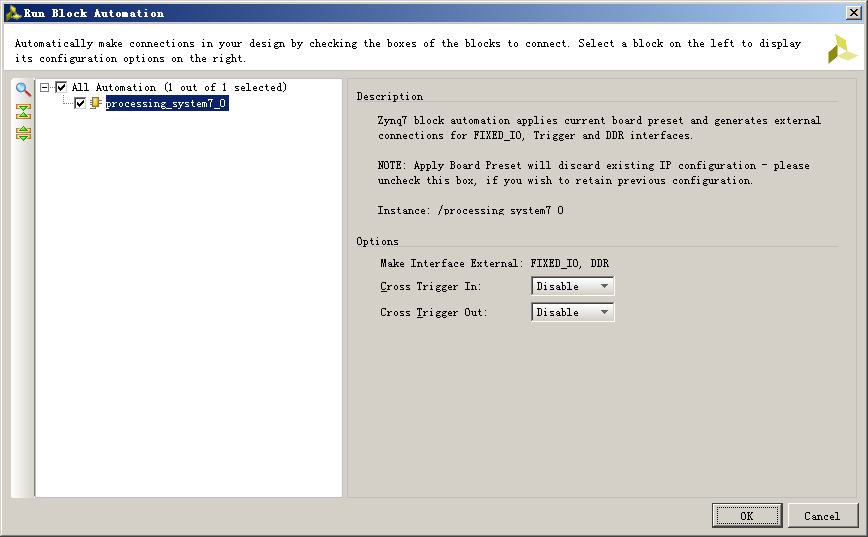 Run Block Automation
Automatically make connections in your design by checking the boxes of the blocks to connect. Select a block on the left to display
its configuration options on the right.
All Automation (1 out of 1 selected)
processing_system7_0
Description
Zynq7 block automation applies current board preset and generates external
connections for FIXED_IO, Trigger and DDR interfaces.
NOTE: Apply Board Preset will discard existing IP configuration - please
uncheck this box, if you wish to retain previous configuration.
Instance: /processing_system7_0
Options
Make Interface External: FIXED_IO, DDR
Cross Trigger In: Disable
Cross Trigger Out: Disable
OK Cancel